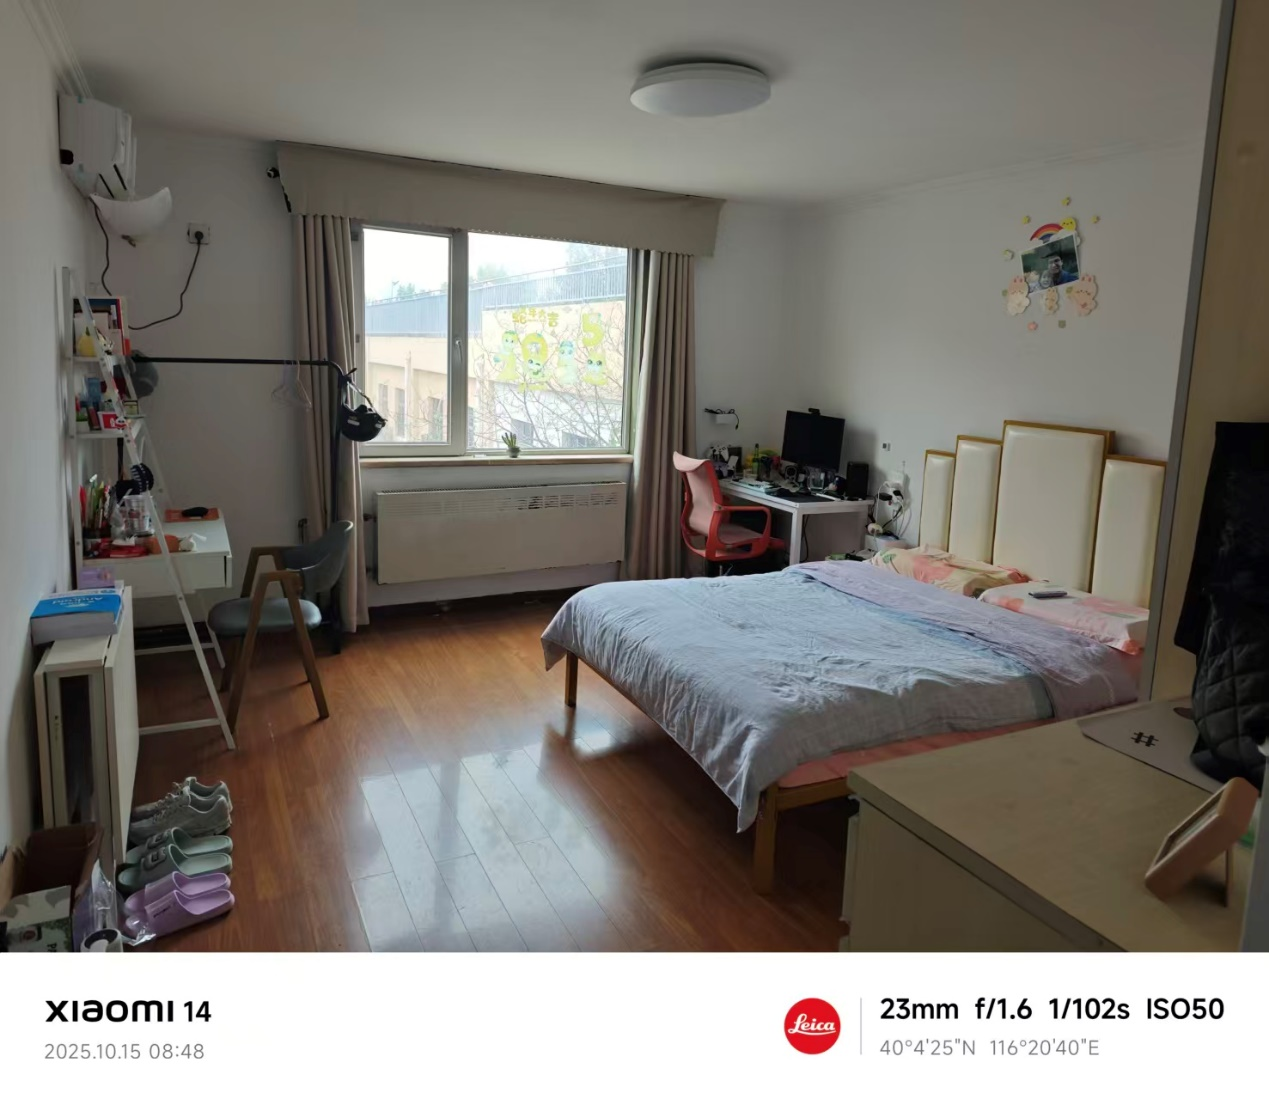 Android
#
XIAOMI 14
2025.10.15 08:48
Leica
23mm f/1.6 1/102s ISO50
40°4'25"N 116°20'40"E